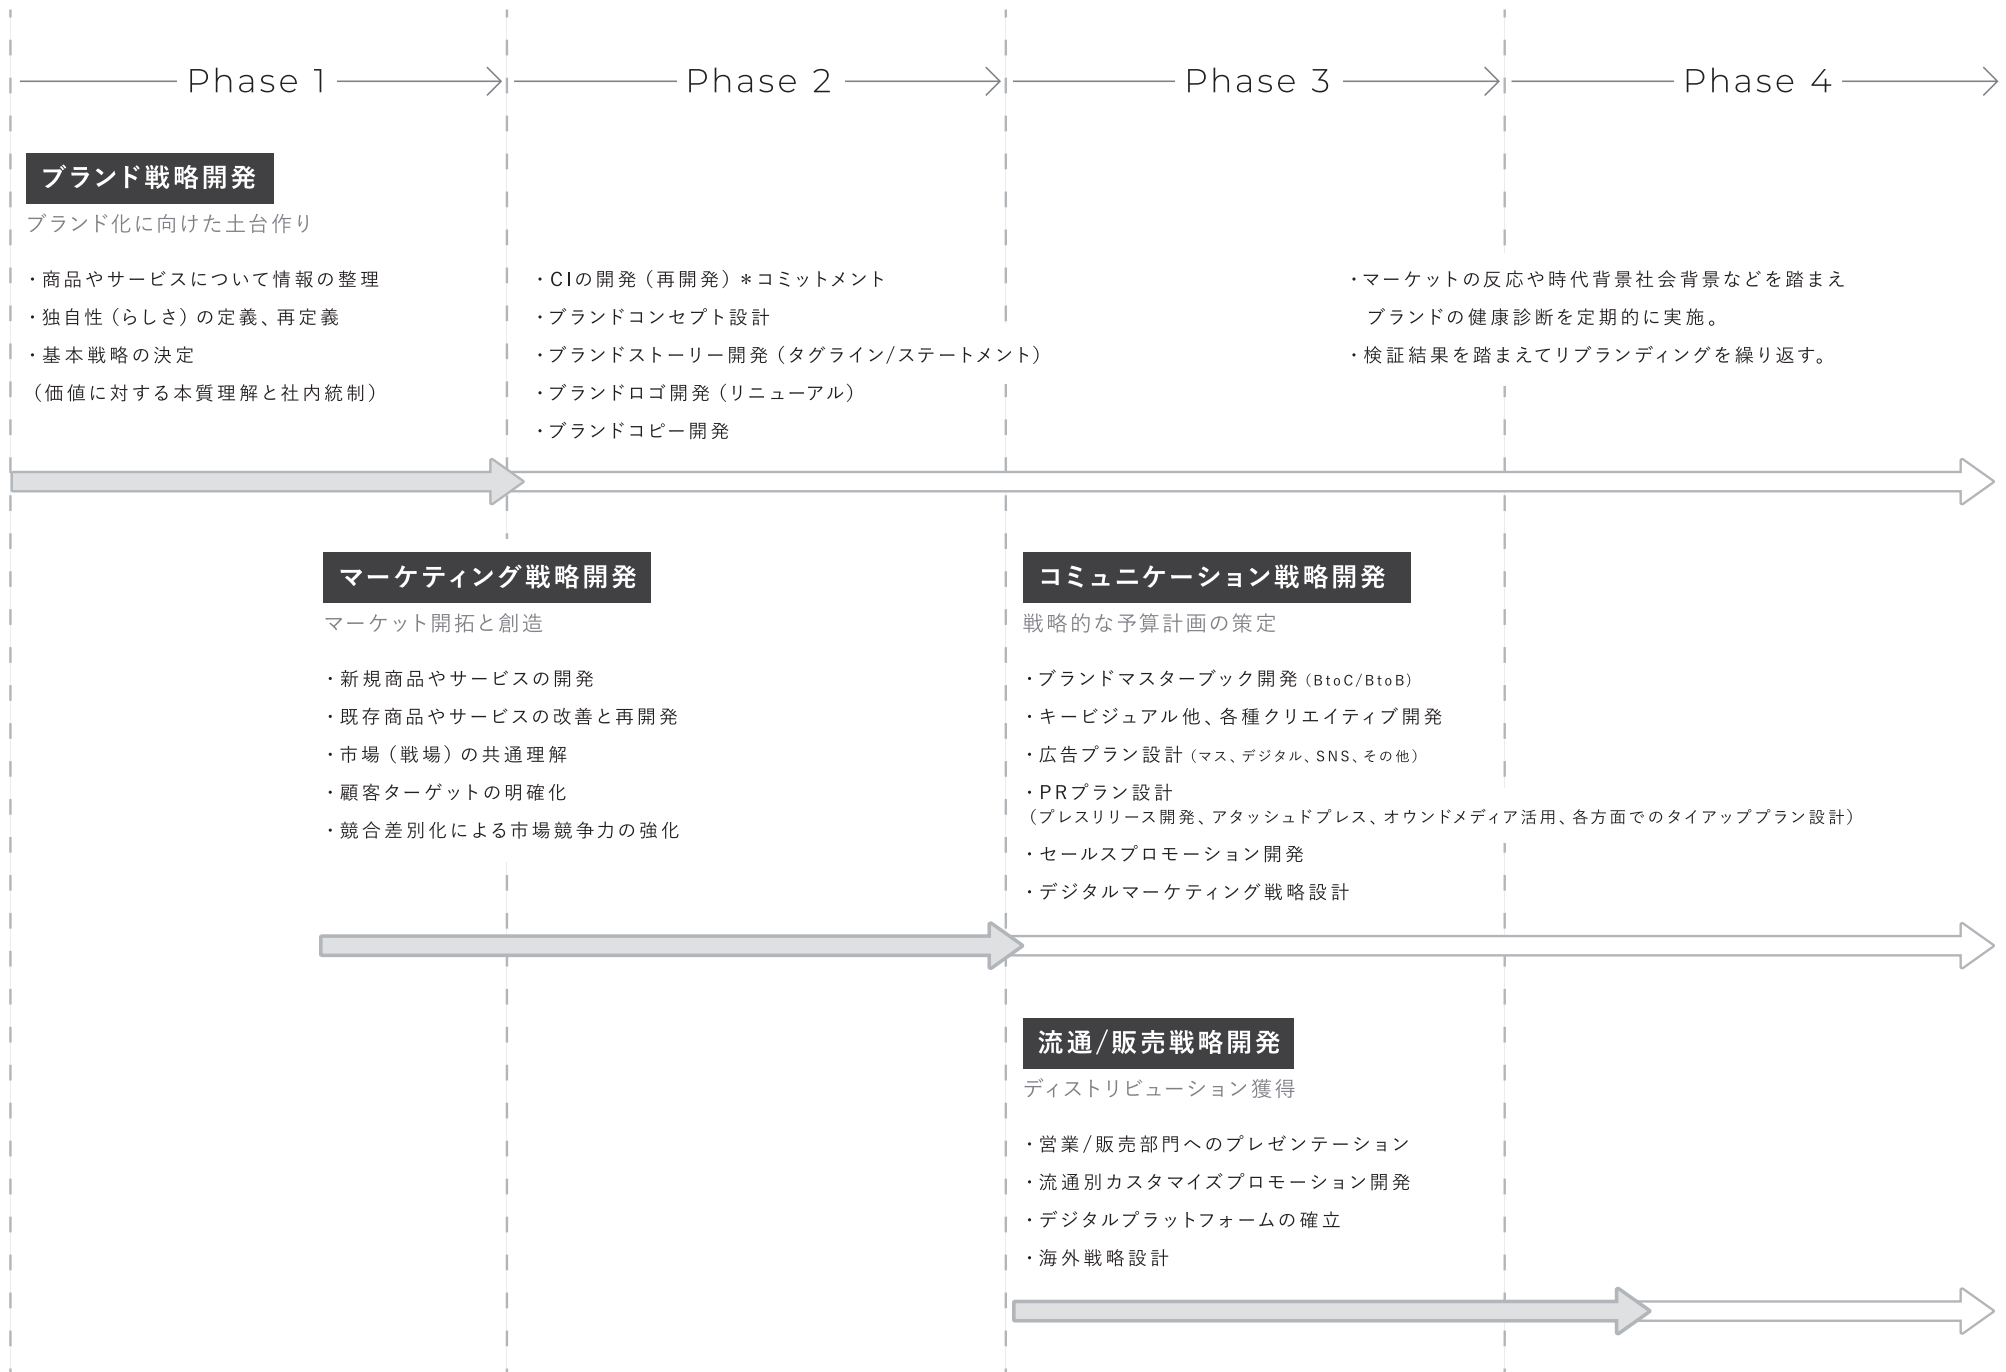 Phase 1
Phase 2
Phase 3
Phase 4
ブランド戦略開発
ブランド化に向けた土台作り
・商品やサービスについて情報の整理
・独自性（らしさ）の定義、再定義
・基本戦略の決定
（価値に対する本質理解と社内統制）
・CIの開発（再開発）＊コミットメント
・ブランドコンセプト設計
・ブランドストーリー開発（タグライン/ステートメント）
・ブランドロゴ開発（リニューアル）
・ブランドコピー開発
・マーケットの反応や時代背景社会背景などを踏まえ
ブランドの健康診断を定期的に実施。
・検証結果を踏まえてリブランディングを繰り返す。
マーケティング戦略開発
マーケット開拓と創造
・新規商品やサービスの開発
・既存商品やサービスの改善と再開発
・市場（戦場）の共通理解
・顧客ターゲットの明確化
・競合差別化による市場競争力の強化
コミュニケーション戦略開発
戦略的な予算計画の策定
・ブランドマスターブック開発（BtoC/BtoB）
・キービジュアル他、各種クリエイティブ開発
・広告プラン設計（マス、デジタル、SNS、その他）
・PRプラン設計
（プレスリリース開発、アタッシュドプレス、オウンドメディア活用、各方面でのタイアッププラン設計）
・セールスプロモーション開発
・デジタルマーケティング戦略設計
流通/販売戦略開発
ディストリビューション獲得
・営業/販売部門へのプレゼンテーション
・流通別カスタマイズプロモーション開発
・デジタルプラットフォームの確立
・海外戦略設計